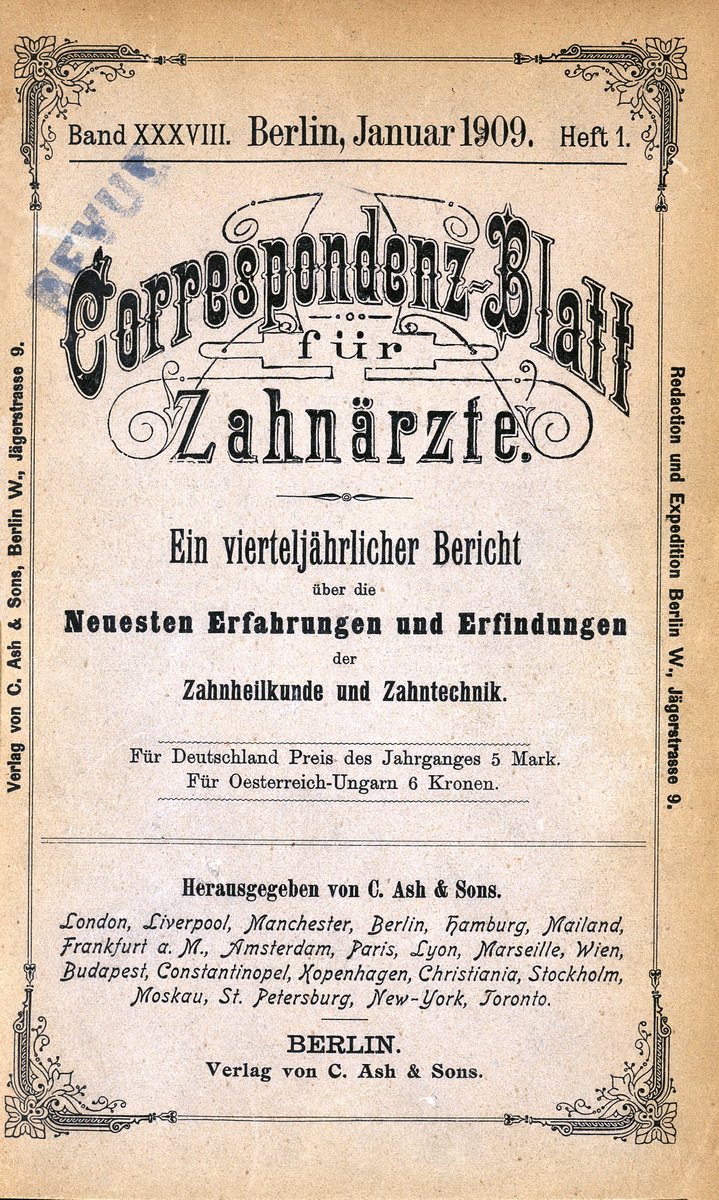 Band XXXVIII. Berlin, Januar 1909. Heft 1.
REVUE
Correspondenz-Blatt
für
Zahnärzte.
Ein vierteljährlicher Bericht
über die
Neuesten Erfahrungen und Erfindungen
der
Zahnheilkunde und Zahntechnik.
Für Deutschland Preis des Jahrganges 5 Mark.
Für Oesterreich-Ungarn 6 Kronen.
Herausgegeben von C. Ash & Sons.
London, Liverpool, Manchester, Berlin, Hamburg, Mailand,
Frankfurt a. M., Amsterdam, Paris, Lyon, Marseille, Wien,
Budapest, Constantinopel, Kopenhagen, Christiania, Stockholm,
Moskau, St. Petersburg, New-York, Toronto.
BERLIN.
Verlag von C. Ash & Sons.
Verlag von C. Ash & Sons, Berlin W., Jägerstrasse 9.
Redaction und Expedition Berlin W., Jägerstrasse 9.